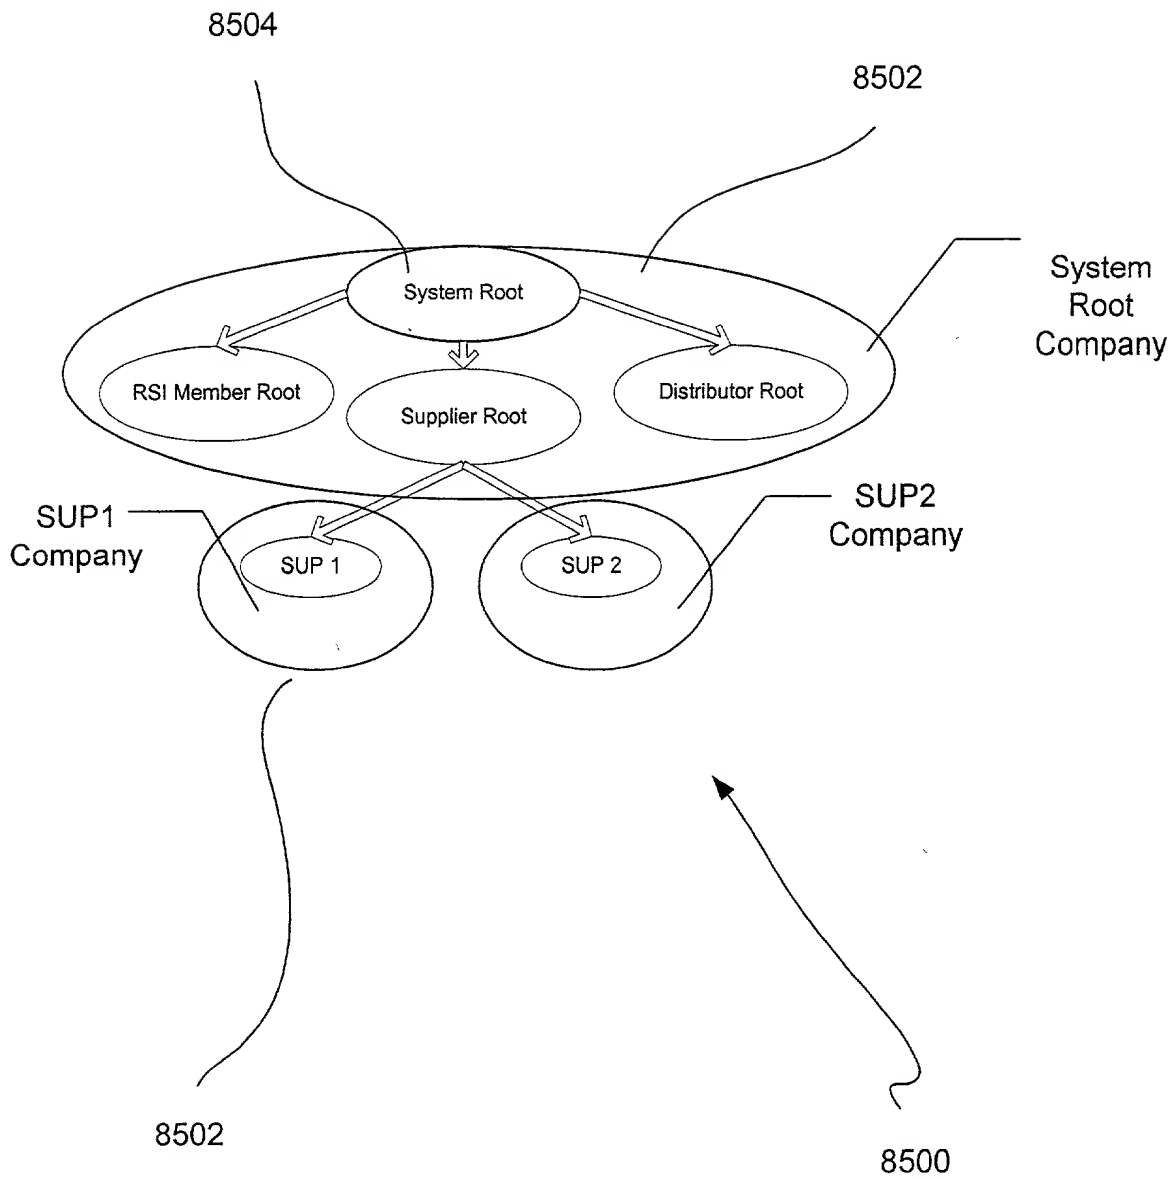 8504
8502
System Root
System
Root
Company
RSI Member Root
Supplier Root
Distributor Root
SUP1
Company
SUP2
Company
SUP 1
SUP 2
8502
8500